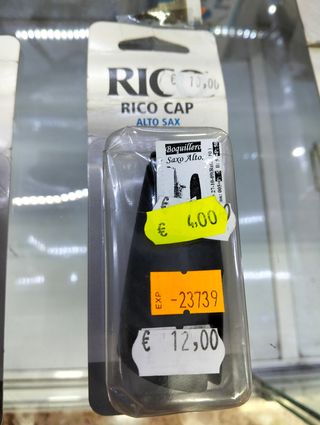 RICO
€ 13,00
RICO CAP
ALTO SAX
Boquillero
Saxo Alto.
€ 4,00
EXP -23739
€ 12,00